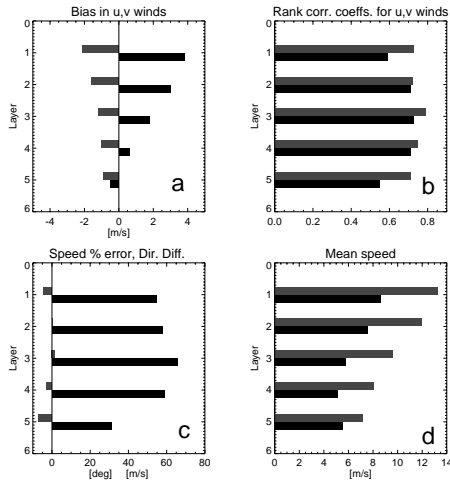 Bias in u,v winds
Rank corr. coeffs. for u,v winds
0
1
2
3
4
5
6
Layer
a
-4 -2 0 2 4
[m/s]
0
1
2
3
4
5
6
Layer
b
0.0 0.2 0.4 0.6 0.8
Speed % error, Dir. Diff.
Mean speed
0
1
2
3
4
5
6
Layer
c
0 20 40 60 80
[deg] [m/s]
0
1
2
3
4
5
6
Layer
d
0 2 4 6 8 10 12 14
[m/s]